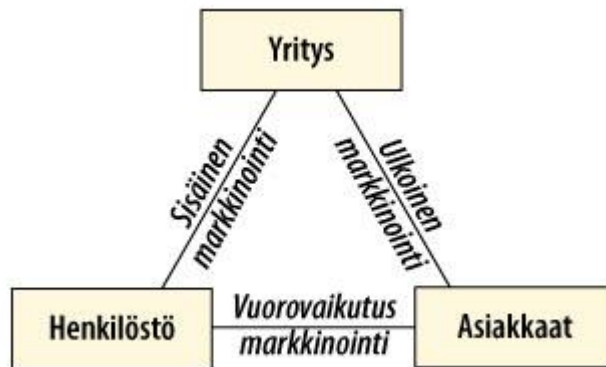 Yritys
Sisäinen
markkinointi
Ulkoinen
markkinointi
Henkilöstö
Vuorovaikutus
markkinointi
Asiakkaat